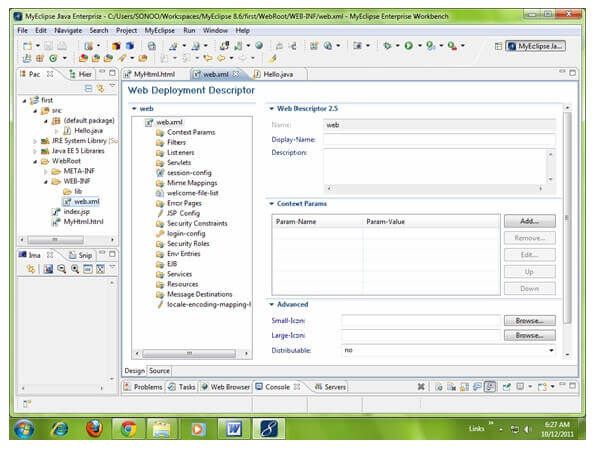 MyEclipse Java Enterprise - C:/Users/SONOO/Workspaces/MyEclipse 8.6/first/WebRoot/WEB-INF/web.xml - MyEclipse Enterprise Workbench
File Edit Navigate Search Project MyEclipse Run Window Help
MyEclipse Ja...
Pac Hier
MyHtml.html web.xml Hello.java
first
src
(default package)
Hello.java
JRE System Library [Su
Java EE 5 Libraries
WebRoot
META-INF
WEB-INF
lib
web.xml
index.jsp
MyHtml.html
Ima Snip
Web Deployment Descriptor
web
web.xml
Context Params
Filters
Listeners
Servlets
session-config
Mime Mappings
welcome-file-list
Error Pages
JSP Config
Security Constraints
login-config
Security Roles
Env Entries
EJB
Services
Resources
Message Destinations
locale-encoding-mapping-l
Web Descriptor 2.5
Name: web
Display-Name:
Description:
Context Params
Param-Name Param-Value
Add...
Remove...
Edit...
Up
Down
Advanced
Small-Icon: Browse...
Large-Icon: Browse...
Distributable: no
Design Source
Problems Tasks Web Browser Console Servers
Links
6:27 AM
10/12/2011